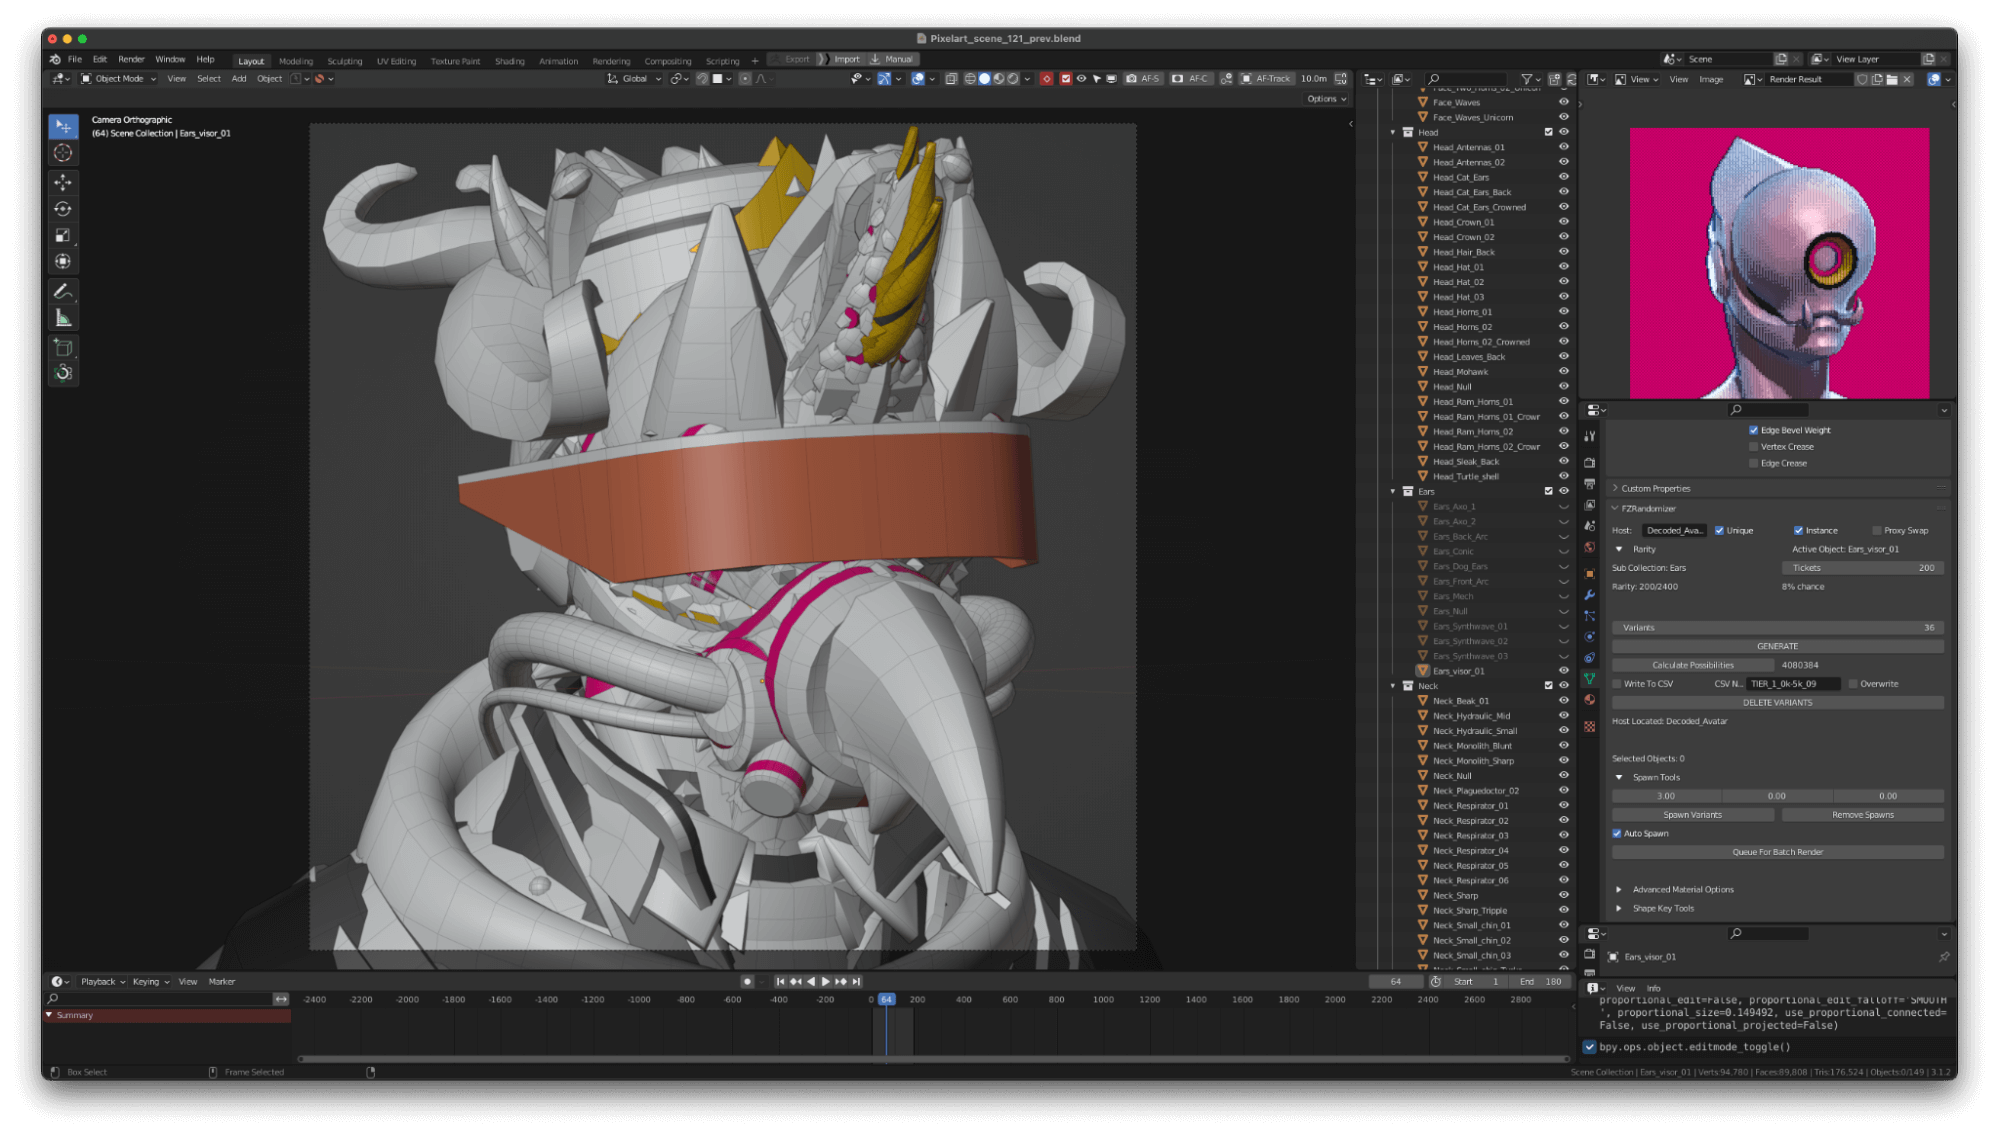 Pixelart_scene_121_prev.blend
File Edit Render Window Help Layout Modeling Sculpting UV Editing Texture Paint Shading Animation Rendering Compositing Scripting + Export Import Manual Scene View Layer
Object Mode View Select Add Object Global AF-S AF-C AF-Track 10.0m View View Image Render Result
Options
Camera Orthographic
(64) Scene Collection | Ears_visor_01
Face_Waves
Face_Waves_Unicorn
Head
Head_Antennas_01
Head_Antennas_02
Head_Cat_Ears
Head_Cat_Ears_Back
Head_Cat_Ears_Crowned
Head_Crown_01
Head_Crown_02
Head_Hair_Back
Head_Hat_01
Head_Hat_02
Head_Hat_03
Head_Horns_01
Head_Horns_02
Head_Horns_02_Crowned
Head_Leaves_Back
Head_Mohawk
Head_Null
Head_Ram_Horns_01
Head_Ram_Horns_01_Crowr
Head_Ram_Horns_02
Head_Ram_Horns_02_Crowr
Head_Sleak_Back
Head_Turtle_shell
Ears
Ears_Axo_1
Ears_Axo_2
Ears_Back_Arc
Ears_Conic
Ears_Dog_Ears
Ears_Front_Arc
Ears_Mech
Ears_Null
Ears_Synthwave_01
Ears_Synthwave_02
Ears_Synthwave_03
Ears_visor_01
Neck
Neck_Beak_01
Neck_Hydraulic_Mid
Neck_Hydraulic_Small
Neck_Monolith_Blunt
Neck_Monolith_Sharp
Neck_Null
Neck_Plaguedoctor_02
Neck_Respirator_01
Neck_Respirator_02
Neck_Respirator_03
Neck_Respirator_04
Neck_Respirator_05
Neck_Respirator_06
Neck_Sharp
Neck_Sharp_Tripple
Neck_Small_chin_01
Neck_Small_chin_02
Neck_Small_chin_03
Edge Bevel Weight
Vertex Crease
Edge Crease
Custom Properties
FZRandomizer
Host: Decoded_Ava.. Unique Instance Proxy Swap
Rarity Active Object: Ears_visor_01
Sub Collection: Ears Tickets 200
Rarity: 200/2400 8% chance
Variants 36
GENERATE
Calculate Possibilities 4080384
Write To CSV CSV N.. TIER_1_0k-5k_09 Overwrite
DELETE VARIANTS
Host Located: Decoded_Avatar
Selected Objects: 0
Spawn Tools
3.00 0.00 0.00
Spawn Variants Remove Spawns
Auto Spawn
Queue For Batch Render
Advanced Material Options
Shape Key Tools
Ears_visor_01
View Info
proportional_edit=False, proportional_edit_falloff='SMOOTH
', proportional_size=0.149492, use_proportional_connected=
False, use_proportional_projected=False)
bpy.ops.object.editmode_toggle()
Playback Keying View Marker 64 Start 1 End 180
-2400 -2200 -2000 -1800 -1600 -1400 -1200 -1000 -800 -600 -400 -200 0 64 200 400 600 800 1000 1200 1400 1600 1800 2000 2200 2400 2600 2800
Summary
Box Select Frame Selected Scene Collection | Ears_visor_01 | Verts:94,780 | Faces:89,808 | Tris:176,524 | Objects:0/149 | 3.1.2